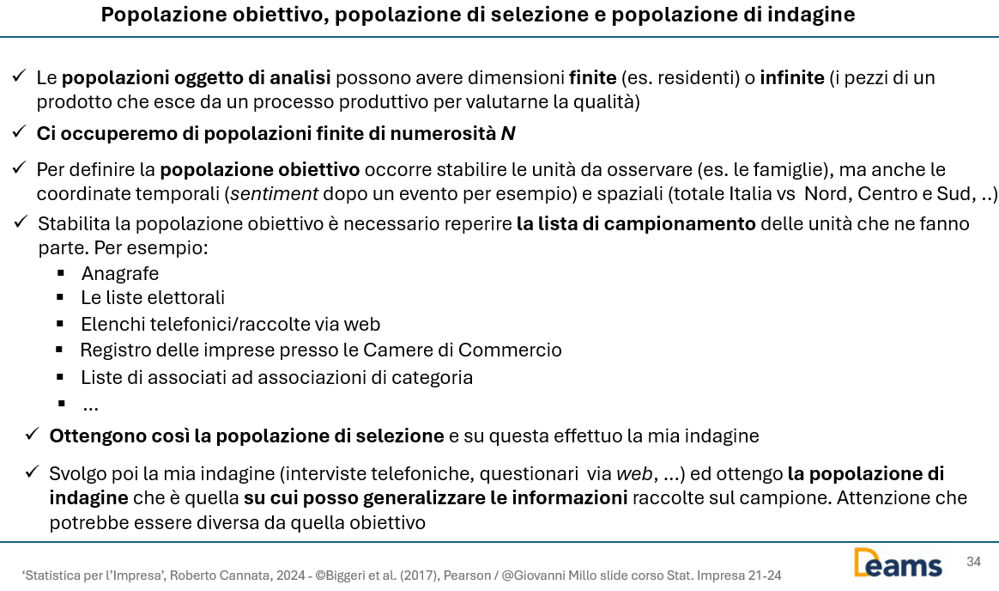 Popolazione obiettivo, popolazione di selezione e popolazione di indagine
✓ Le popolazioni oggetto di analisi possono avere dimensioni finite (es. residenti) o infinite (i pezzi di un
prodotto che esce da un processo produttivo per valutarne la qualità)
✓ Ci occuperemo di popolazioni finite di numerosità N
✓ Per definire la popolazione obiettivo occorre stabilire le unità da osservare (es. le famiglie), ma anche le
coordinate temporali (sentiment dopo un evento per esempio) e spaziali (totale Italia vs Nord, Centro e Sud, ..)
✓ Stabilita la popolazione obiettivo è necessario reperire la lista di campionamento delle unità che ne fanno
parte. Per esempio:
▪ Anagrafe
▪ Le liste elettorali
▪ Elenchi telefonici/raccolte via web
▪ Registro delle imprese presso le Camere di Commercio
▪ Liste di associati ad associazioni di categoria
▪ ...
✓ Ottengono così la popolazione di selezione e su questa effettuo la mia indagine
✓ Svolgo poi la mia indagine (interviste telefoniche, questionari via web, ...) ed ottengo la popolazione di
indagine che è quella su cui posso generalizzare le informazioni raccolte sul campione. Attenzione che
potrebbe essere diversa da quella obiettivo
'Statistica per l'Impresa', Roberto Cannata, 2024 - ©Biggeri et al. (2017), Pearson / @Giovanni Millo slide corso Stat. Impresa 21-24
Deams
34